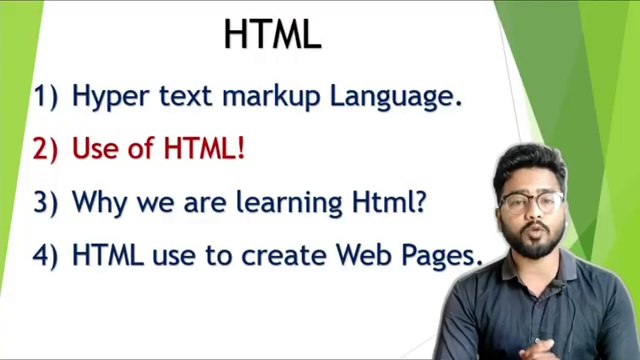 HTML
1) Hyper text markup Language.
2) Use of HTML!
3) Why we are learning Html?
4) HTML use to create Web Pages.